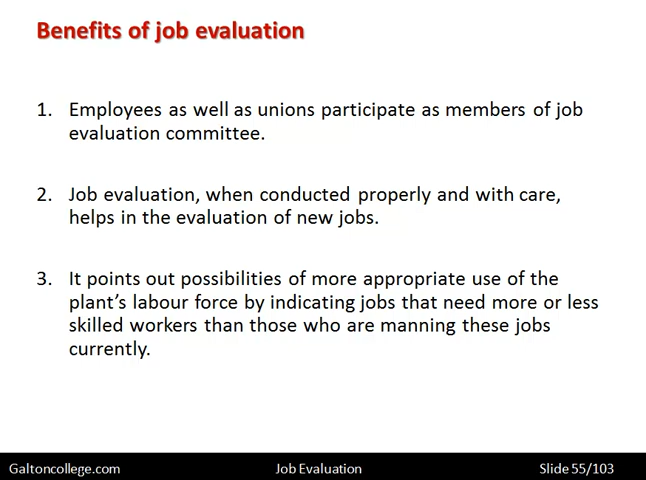 Benefits of job evaluation
1. Employees as well as unions participate as members of job
evaluation committee.
2. Job evaluation, when conducted properly and with care,
helps in the evaluation of new jobs.
3. It points out possibilities of more appropriate use of the
plant’s labour force by indicating jobs that need more or less
skilled workers than those who are manning these jobs
currently.
Galtoncollege.com Job Evaluation Slide 55/103